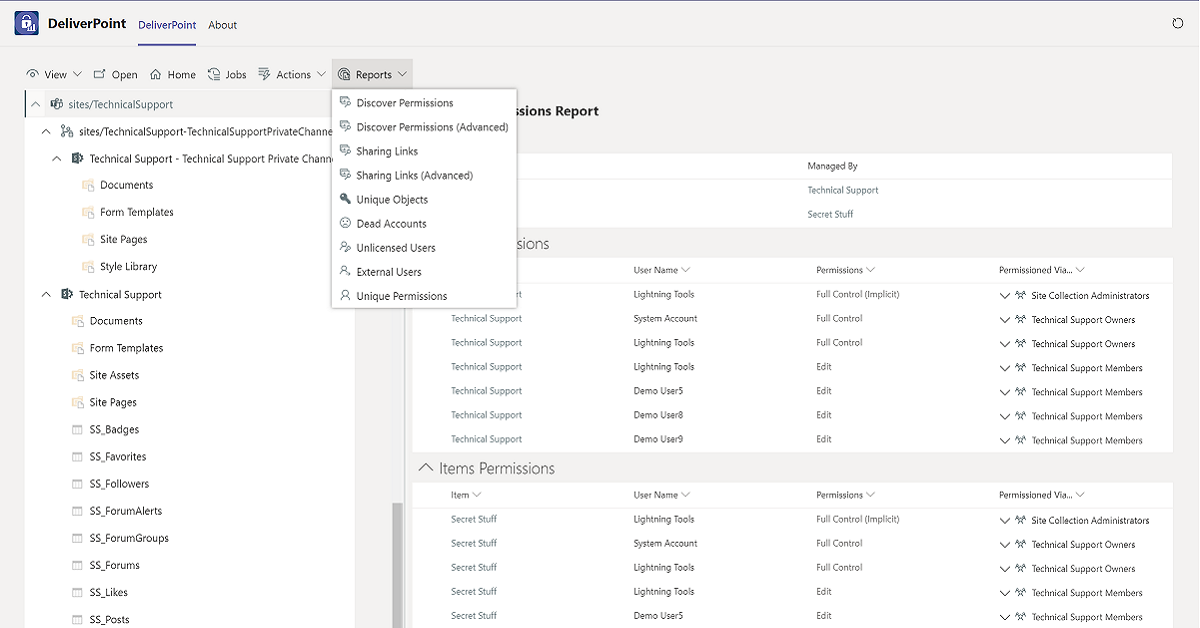 DeliverPoint DeliverPoint About
View Open Home Jobs Actions Reports
sites/TechnicalSupport
sites/TechnicalSupport-TechnicalSupportPrivateChanne
Technical Support - Technical Support Private Chann
Documents
Form Templates
Site Pages
Style Library
Technical Support
Documents
Form Templates
Site Assets
Site Pages
SS_Badges
SS_Favorites
SS_Followers
SS_ForumAlerts
SS_ForumGroups
SS_Forums
SS_Likes
SS_Posts
Discover Permissions
Discover Permissions (Advanced)
Sharing Links
Sharing Links (Advanced)
Unique Objects
Dead Accounts
Unlicensed Users
External Users
Unique Permissions
ssions Report
Managed By
Technical Support
Secret Stuff
sions
User Name Permissions Permissioned Via...
rt Lightning Tools Full Control (Implicit) Site Collection Administrators
Technical Support System Account Full Control Technical Support Owners
Technical Support Lightning Tools Full Control Technical Support Owners
Technical Support Lightning Tools Edit Technical Support Members
Technical Support Demo User5 Edit Technical Support Members
Technical Support Demo User8 Edit Technical Support Members
Technical Support Demo User9 Edit Technical Support Members
Items Permissions
Item User Name Permissions Permissioned Via...
Secret Stuff Lightning Tools Full Control (Implicit) Site Collection Administrators
Secret Stuff System Account Full Control Technical Support Owners
Secret Stuff Lightning Tools Full Control Technical Support Owners
Secret Stuff Lightning Tools Edit Technical Support Members
Secret Stuff Demo User5 Edit Technical Support Members